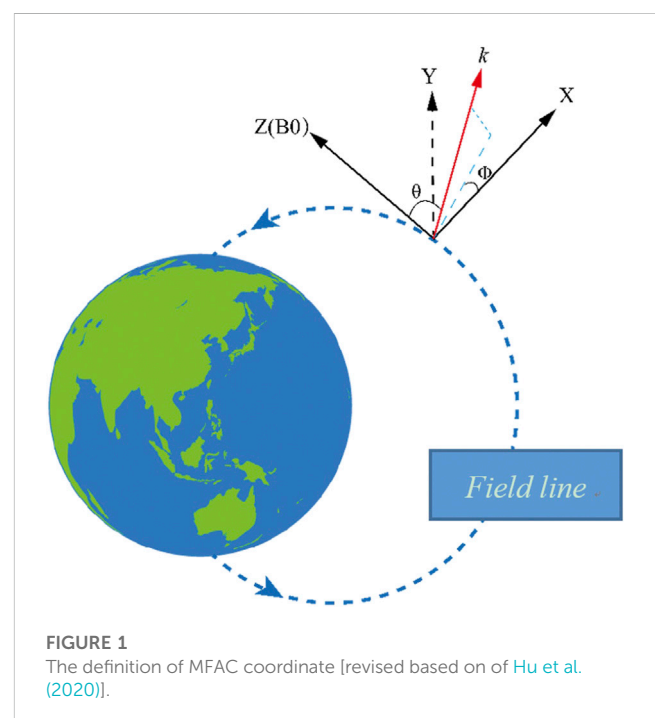 k
Y
X
Z(B0)
Φ
θ
Field line
FIGURE 1
The definition of MFAC coordinate [revised based on of Hu et al.
(2020)].